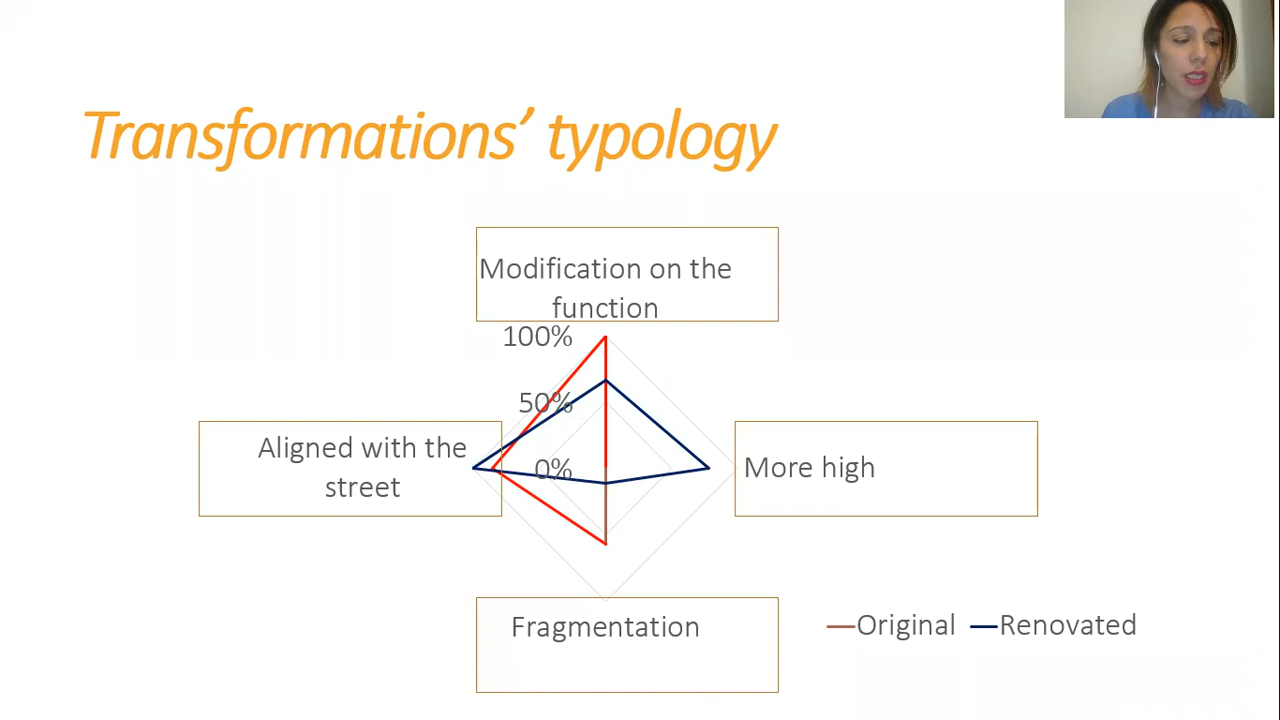 Transformations’ typology
Modification on the
function
100%
50%
0%
Aligned with the
street
More high
Fragmentation
Original
Renovated